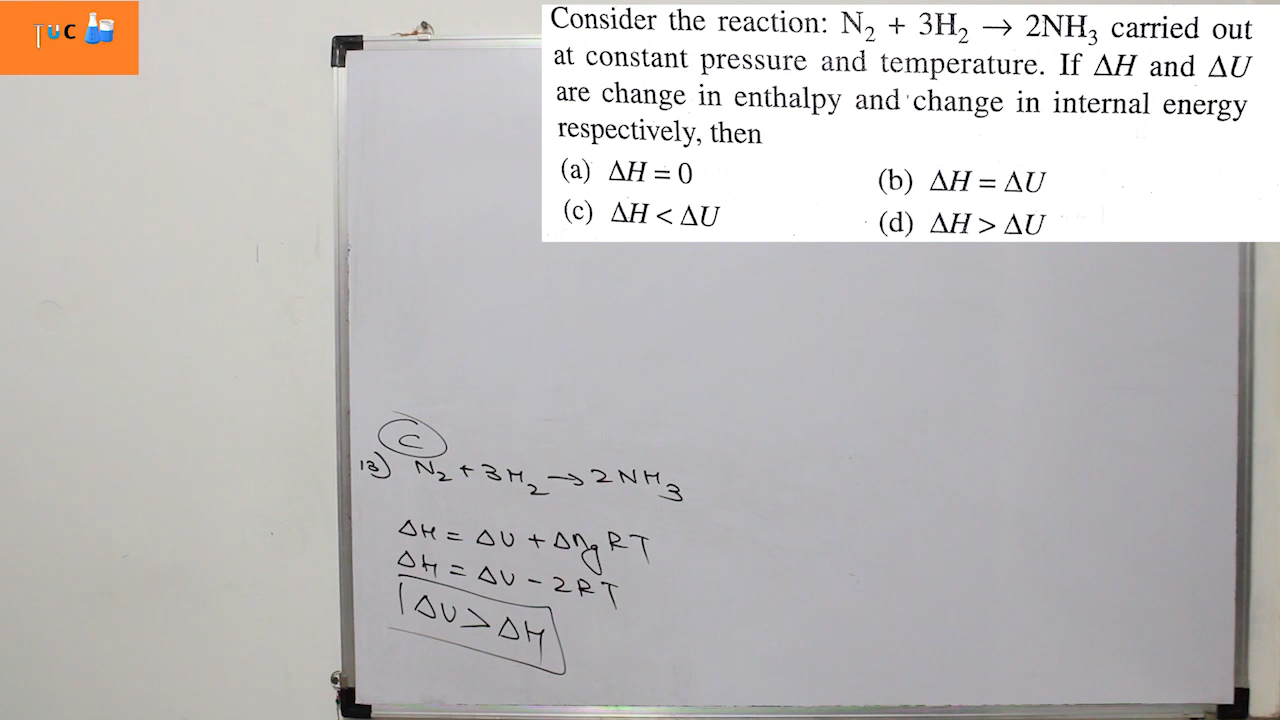 TUC
Consider the reaction: N₂ + 3H₂ → 2NH₃ carried out
at constant pressure and temperature. If ΔH and ΔU
are change in enthalpy and change in internal energy
respectively, then
(a) ΔH = 0
(b) ΔH = ΔU
(c) ΔH < ΔU
(d) ΔH > ΔU
C
13) N₂ + 3H₂ → 2NH₃
ΔH = ΔU + Δng RT
ΔH = ΔU - 2RT
ΔU > ΔH